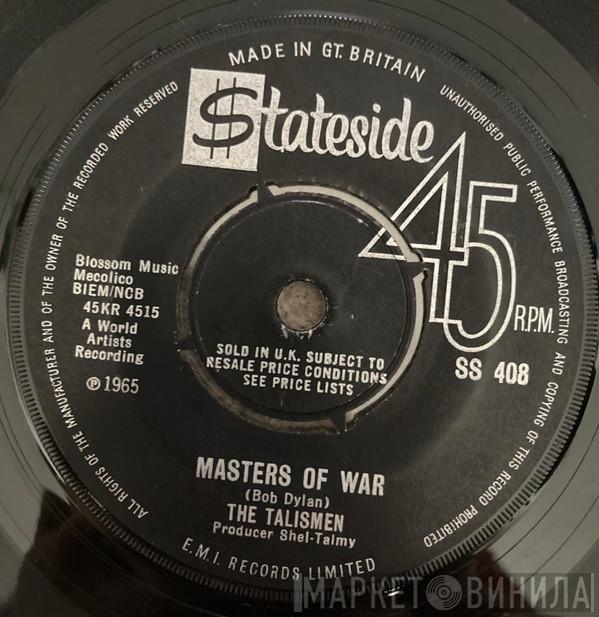 MADE IN GT. BRITAIN
UNAUTHORISED PUBLIC PERFORMANCE BROADCASTING AND COPYING OF THIS RECORD PROHIBITED
ALL RIGHTS OF THE MANUFACTURER AND OF THE OWNER OF THE RECORDED WORK RESERVED
$tateside
45 R.P.M.
SS 408
Blossom Music
Mecolico
BIEM/NCB
45KR 4515
A World
Artists
Recording
℗ 1965
SOLD IN U.K. SUBJECT TO
RESALE PRICE CONDITIONS
SEE PRICE LISTS
MASTERS OF WAR
(Bob Dylan)
THE TALISMEN
Producer Shel-Talmy
E.M.I. RECORDS LIMITED
МАРКЕТ ВИНИЛА